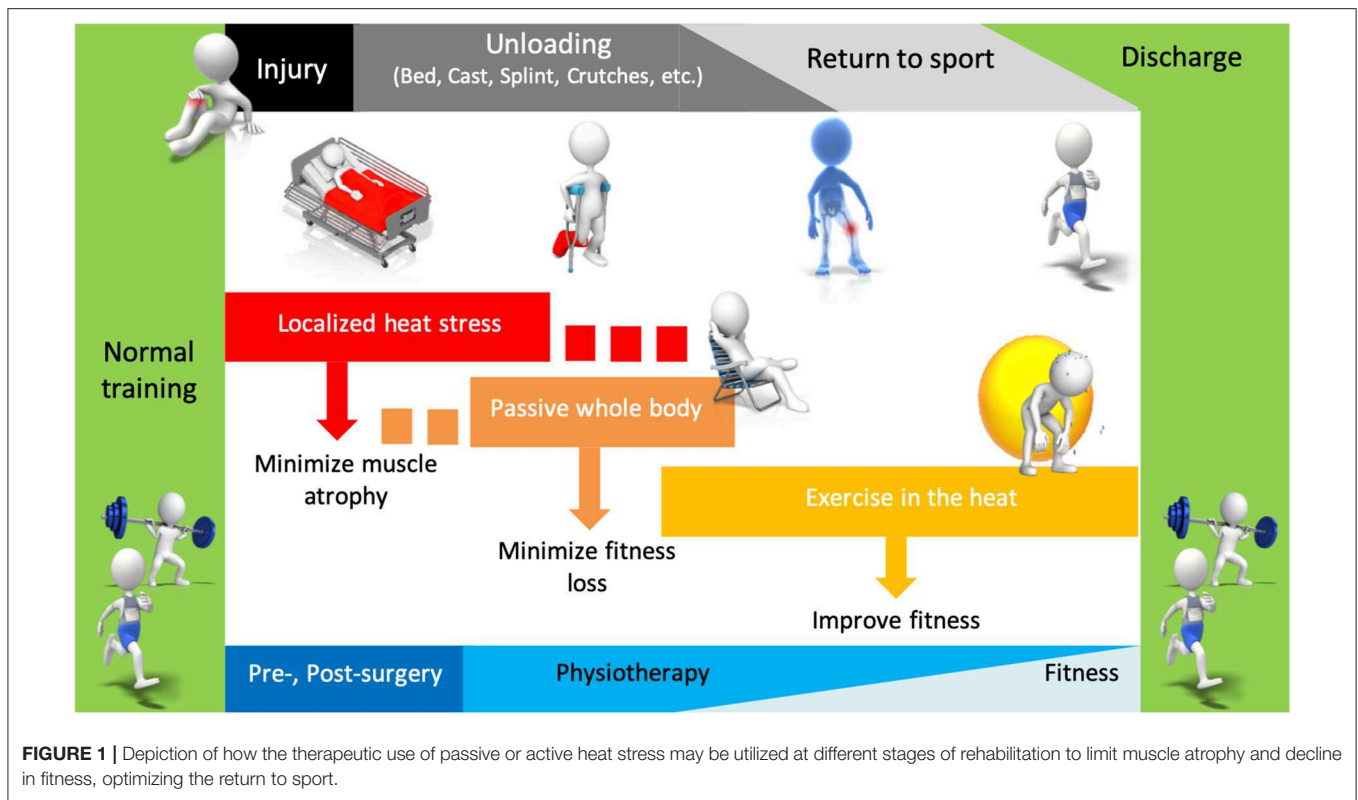 Injury
Unloading
(Bed, Cast, Splint, Crutches, etc.)
Return to sport
Discharge
Normal
training
Localized heat stress
Passive whole body
Minimize muscle
atrophy
Exercise in the heat
Minimize fitness
loss
Improve fitness
Pre-, Post-surgery
Physiotherapy
Fitness
FIGURE 1 | Depiction of how the therapeutic use of passive or active heat stress may be utilized at different stages of rehabilitation to limit muscle atrophy and decline
in fitness, optimizing the return to sport.